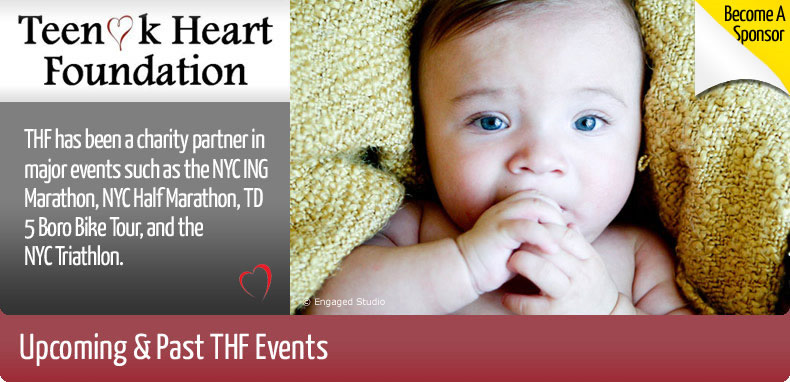 Teen♡k Heart
Foundation
THF has been a charity partner in
major events such as the NYC ING
Marathon, NYC Half Marathon, TD
5 Boro Bike Tour, and the
NYC Triathlon.
Become A
Sponsor
© Engaged Studio
Upcoming & Past THF Events